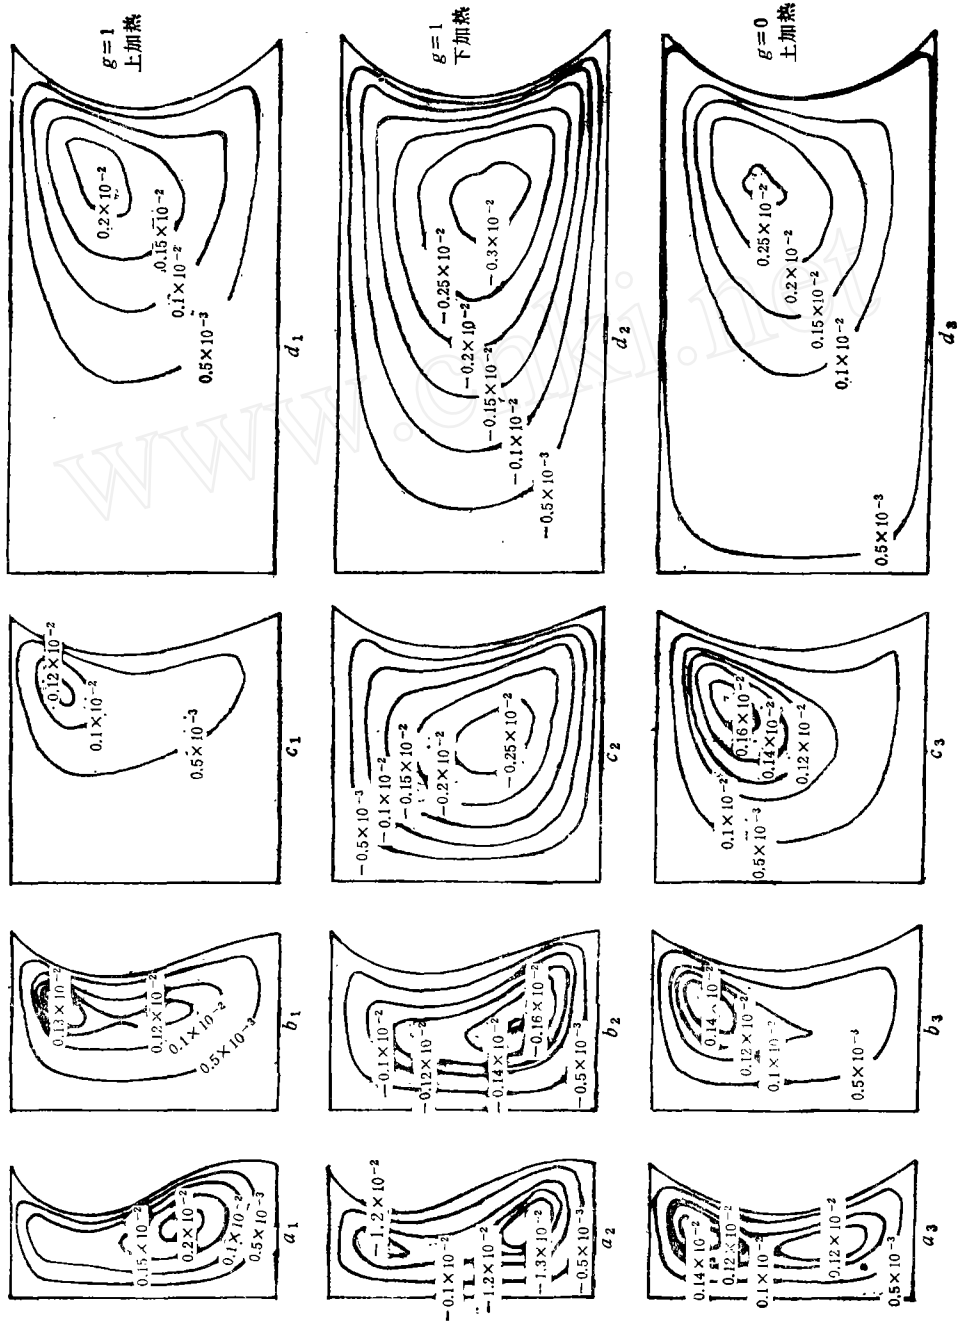 0.15×10⁻²
0.2×10⁻²
0.1×10⁻²
0.5×10⁻³
a₁
0.13×10⁻²
0.12×10⁻²
0.1×10⁻²
0.5×10⁻³
b₁
0.12×10⁻²
0.1×10⁻²
0.5×10⁻³
c₁
0.2×10⁻²
0.15×10⁻²
0.1×10⁻²
0.5×10⁻³
d₁
g=1
上加热
−1.2×10⁻²
−0.1×10⁻²
−1.2×10⁻²
−1.3×10⁻²
−0.5×10⁻³
a₂
−0.1×10⁻²
−0.12×10⁻²
−0.14×10⁻²
−0.16×10⁻²
−0.5×10⁻³
b₂
−0.5×10⁻³
−0.1×10⁻²
−0.15×10⁻²
−0.2×10⁻²
−0.25×10⁻²
c₂
−0.25×10⁻²
−0.3×10⁻²
−0.2×10⁻²
−0.15×10⁻²
−0.1×10⁻²
−0.5×10⁻³
d₂
g=1
下加热
0.14×10⁻²
0.12×10⁻²
0.1×10⁻²
0.12×10⁻²
0.5×10⁻³
a₃
0.14×10⁻²
0.12×10⁻²
0.1×10⁻²
0.5×10⁻³
b₃
0.16×10⁻²
0.14×10⁻²
0.12×10⁻²
0.1×10⁻²
0.5×10⁻³
c₃
0.25×10⁻²
0.2×10⁻²
0.15×10⁻²
0.1×10⁻²
0.5×10⁻³
d₃
g=0
土加热
www.cnki.net